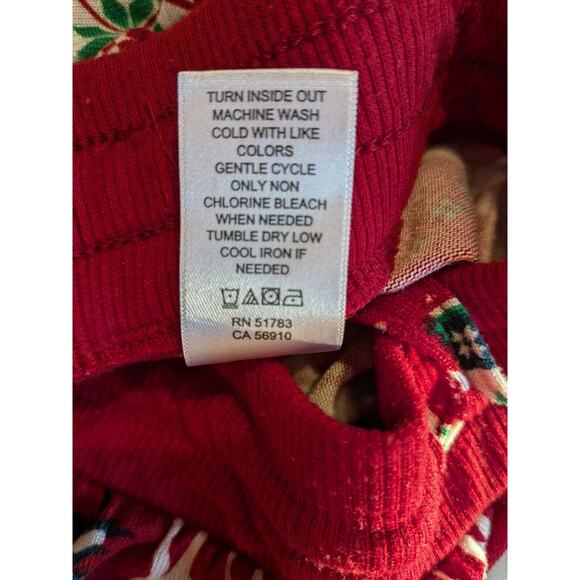 TURN INSIDE OUT
MACHINE WASH
COLD WITH LIKE
COLORS
GENTLE CYCLE
ONLY NON
CHLORINE BLEACH
WHEN NEEDED
TUMBLE DRY LOW
COOL IRON IF
NEEDED
RN 51783
CA 56910